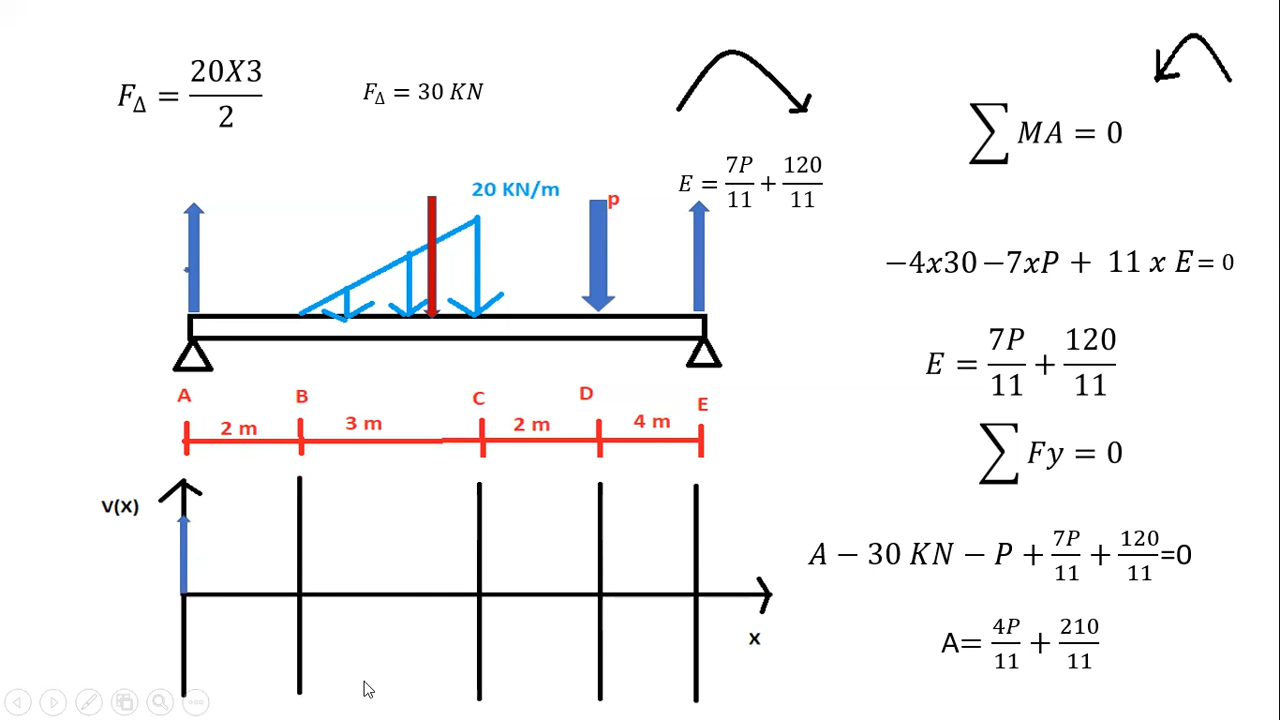 F_Δ = 20X3/2
F_Δ = 30 KN
∑ MA = 0
E = 7P/11 + 120/11
20 KN/m
p
−4x30 −7xP + 11 x E = 0
E = 7P/11 + 120/11
A B C D E
2 m 3 m 2 m 4 m
∑ Fy = 0
V(X)
A − 30 KN − P + 7P/11 + 120/11 =0
x
A= 4P/11 + 210/11